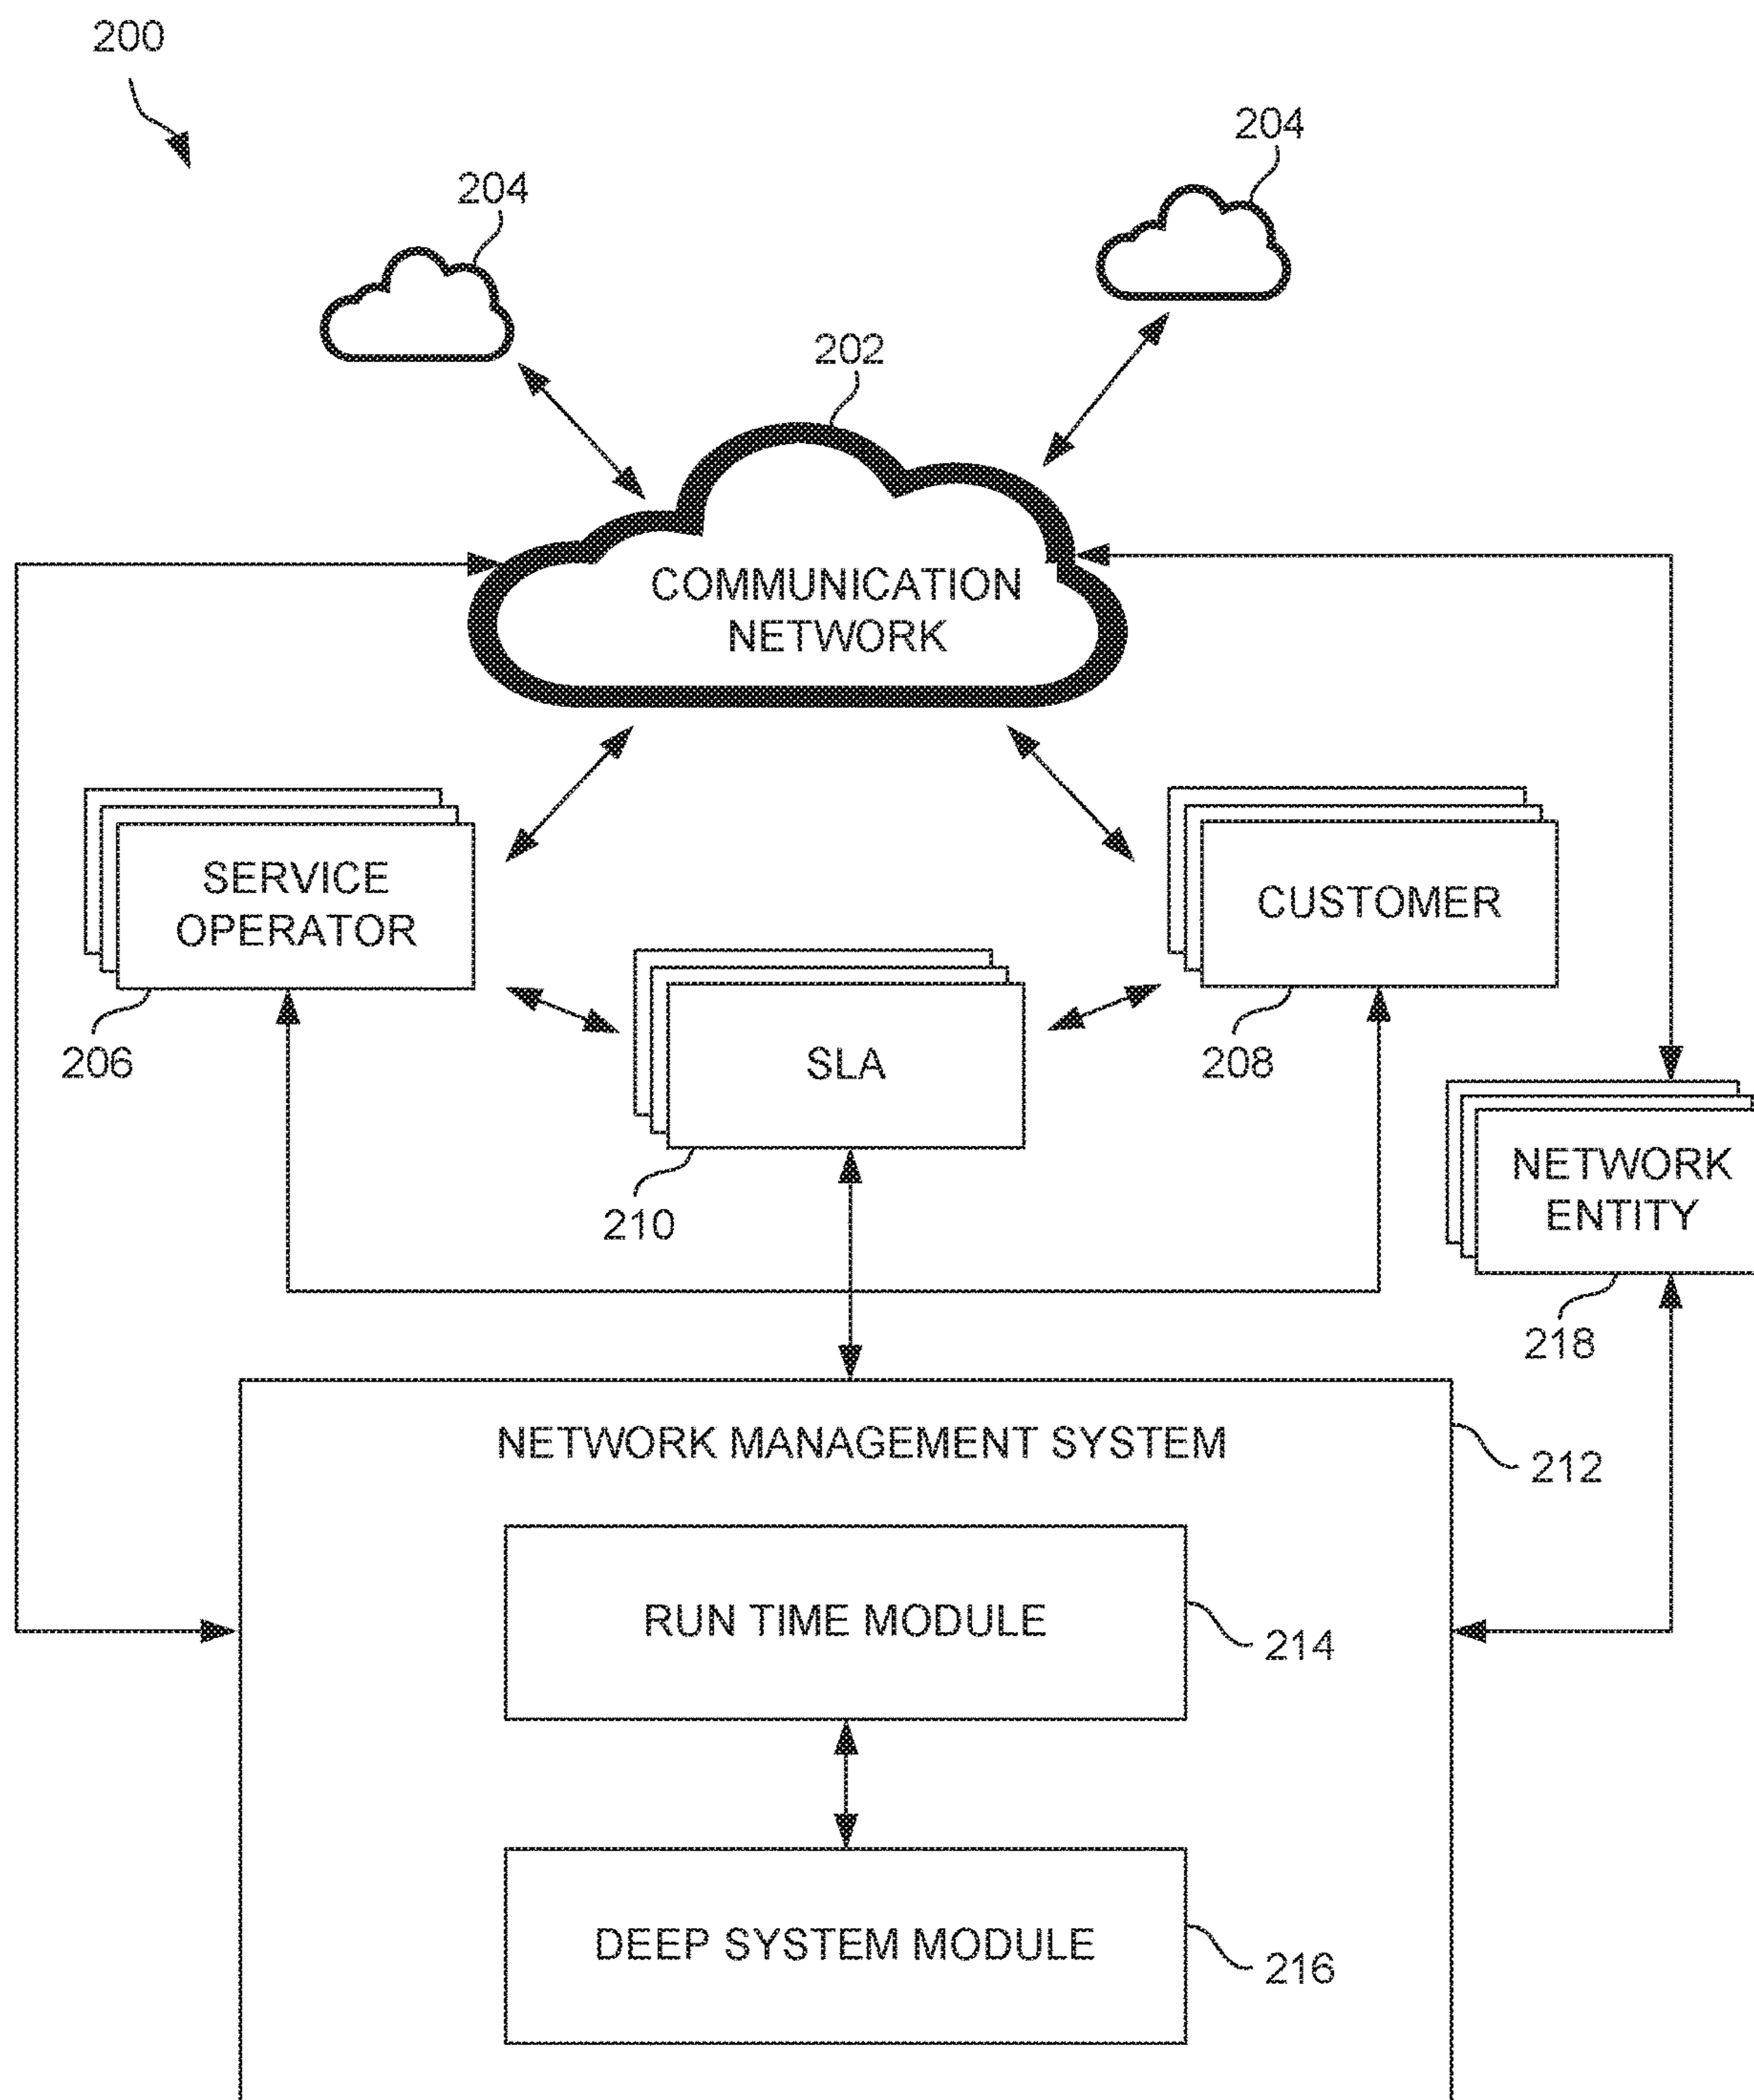 200
204
204
202
COMMUNICATION
NETWORK
SERVICE
OPERATOR
CUSTOMER
206
SLA
208
210
NETWORK
ENTITY
218
NETWORK MANAGEMENT SYSTEM
212
RUN TIME MODULE
214
DEEP SYSTEM MODULE
216